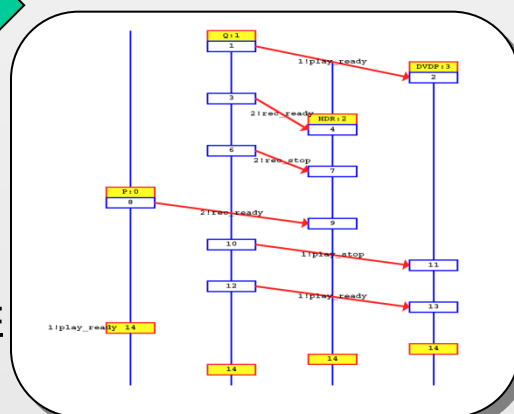 Q:1
1
1!play_ready
DVDP:3
2
3
2!rec_ready
HDR:2
4
6
2!rec_stop
7
P:0
8
2!rec_ready
9
10
1!play_stop
11
12
1!play_ready
13
1!play_ready 14
14
14
14